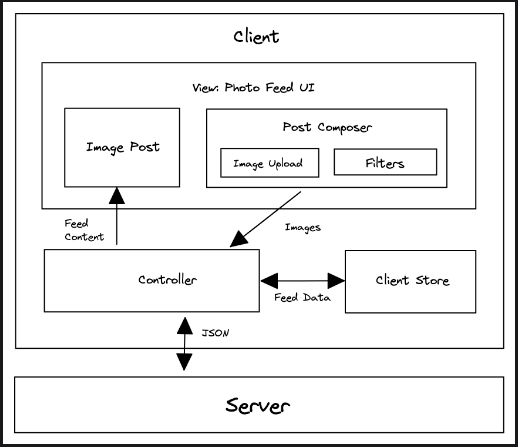 Client
View: Photo Feed UI
Image Post
Post Composer
Image Upload
Filters
Feed
Content
Images
Controller
Client Store
Feed Data
JSON
Server